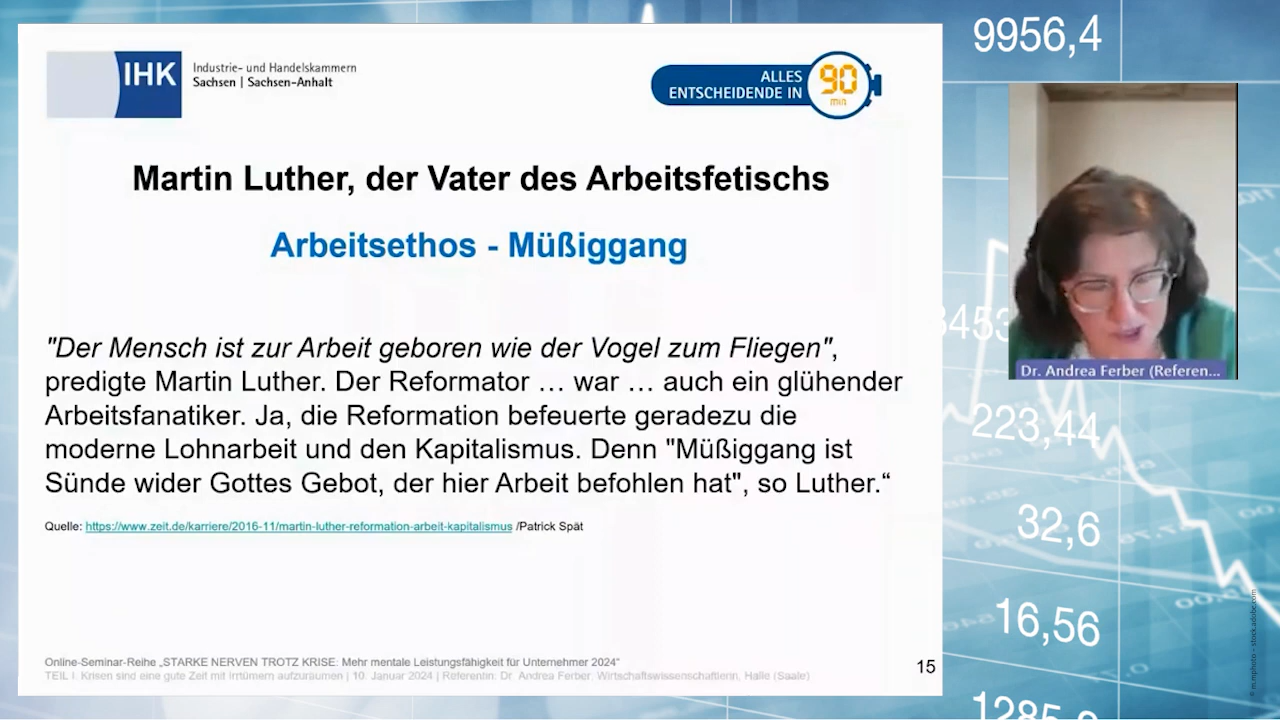 IHK
Industrie- und Handelskammern
Sachsen | Sachsen-Anhalt
ALLES
ENTSCHEIDENDE IN
90
min
Martin Luther, der Vater des Arbeitsfetischs
Arbeitsethos - Müßiggang
"Der Mensch ist zur Arbeit geboren wie der Vogel zum Fliegen",
predigte Martin Luther. Der Reformator … war … auch ein glühender
Arbeitsfanatiker. Ja, die Reformation befeuerte geradezu die
moderne Lohnarbeit und den Kapitalismus. Denn "Müßiggang ist
Sünde wider Gottes Gebot, der hier Arbeit befohlen hat", so Luther.“
Quelle: https://www.zeit.de/karriere/2016-11/martin-luther-reformation-arbeit-kapitalismus /Patrick Spät
Online-Seminar-Reihe „STARKE NERVEN TROTZ KRISE: Mehr mentale Leistungsfähigkeit für Unternehmer 2024“
TEIL I: Krisen sind eine gute Zeit mit Irrtümern aufzuräumen | 10. Januar 2024 | Referentin: Dr. Andrea Ferber, Wirtschaftswissenschaftlerin, Halle (Saale)
15
9956,4
Dr. Andrea Ferber (Referen...
223,44
32,6
16,56
© m.mphoto - stock.adobe.com